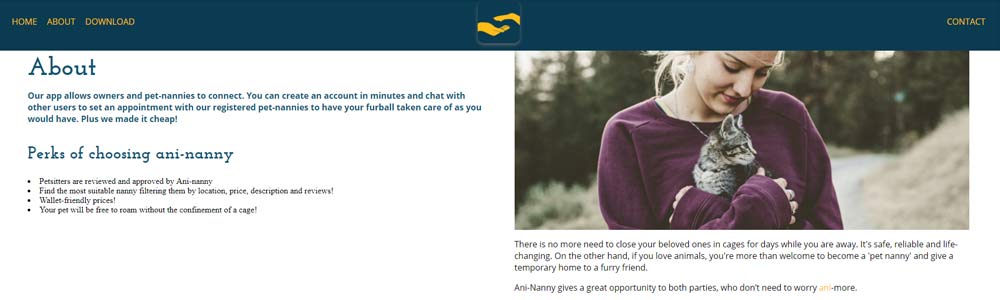 HOME ABOUT DOWNLOAD CONTACT
About
Our app allows owners and pet-nannies to connect. You can create an account in minutes and chat with
other users to set an appointment with our registered pet-nannies to have your furball taken care of as you
would have. Plus we made it cheap!
Perks of choosing ani-nanny
• Petsitters are reviewed and approved by Ani-nanny
• Find the most suitable nanny filtering them by location, price, description and reviews!
• Wallet-friendly prices!
• Your pet will be free to roam without the confinement of a cage!
There is no more need to close your beloved ones in cages for days while you are away. It's safe, reliable and life-
changing. On the other hand, if you love animals, you're more than welcome to become a 'pet nanny' and give a
temporary home to a furry friend.
Ani-Nanny gives a great opportunity to both parties, who don’t need to worry ani-more.